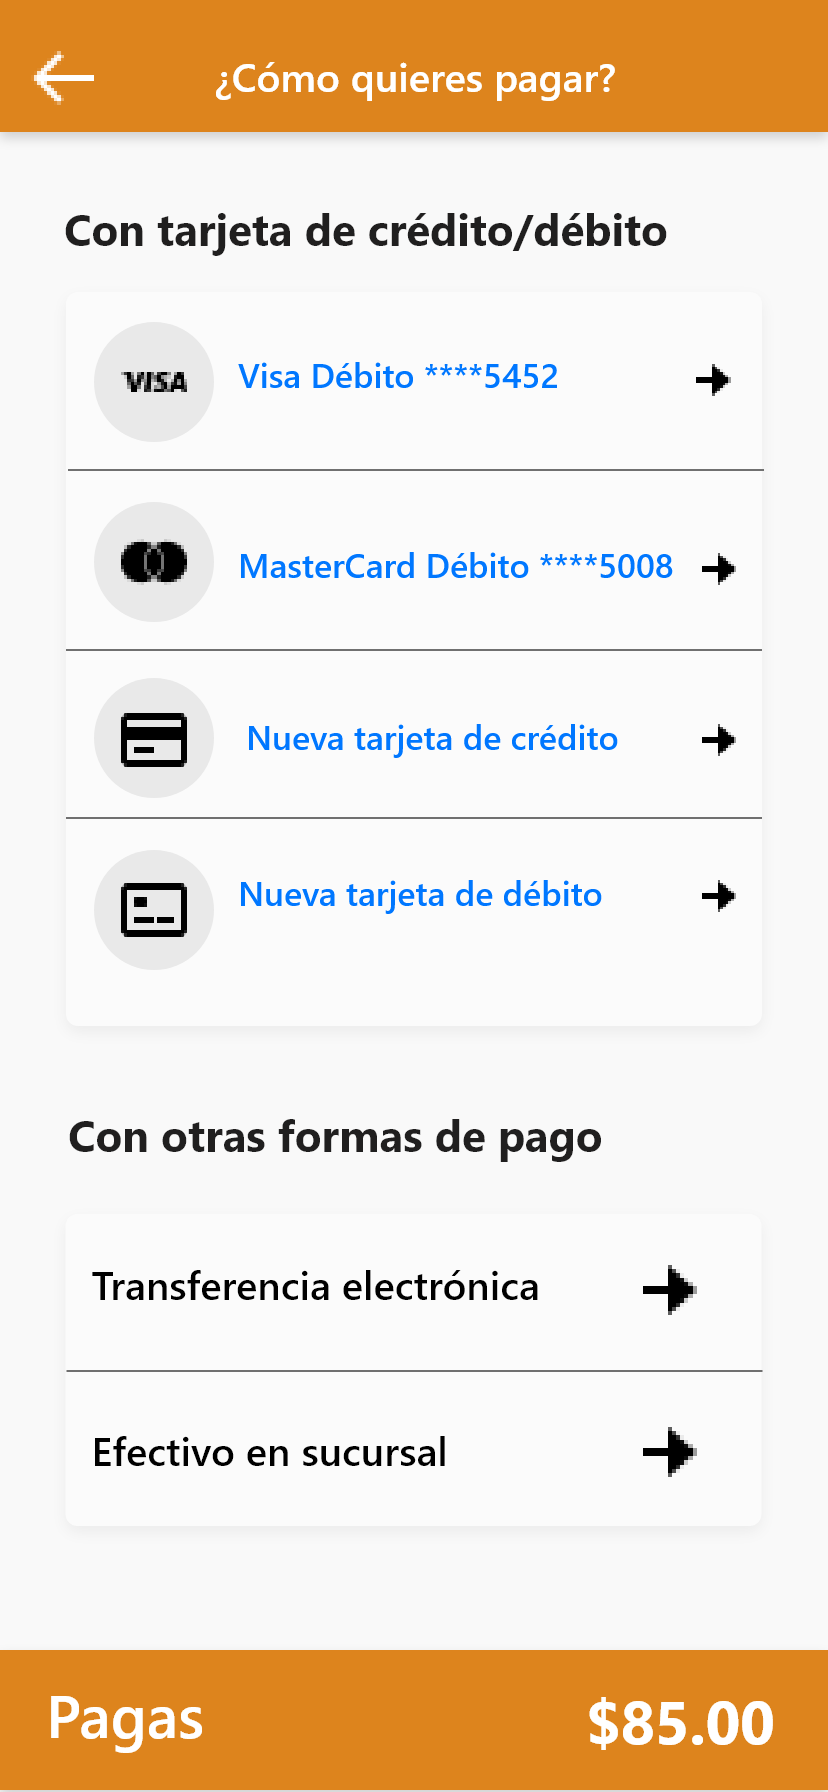 ¿Cómo quieres pagar?
Con tarjeta de crédito/débito
VISA
Visa Débito ****5452
MasterCard Débito ****5008
Nueva tarjeta de crédito
Nueva tarjeta de débito
Con otras formas de pago
Transferencia electrónica
Efectivo en sucursal
Pagas
$85.00